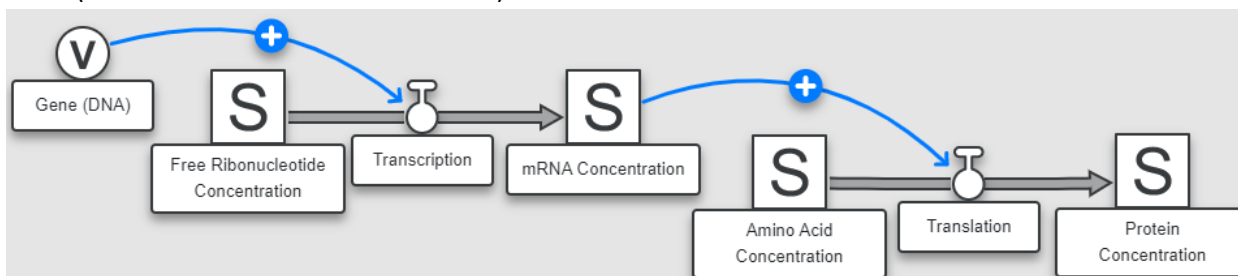 V
Gene (DNA)
S
Free Ribonucleotide
Concentration
Transcription
S
mRNA Concentration
S
Amino Acid
Concentration
Translation
S
Protein
Concentration